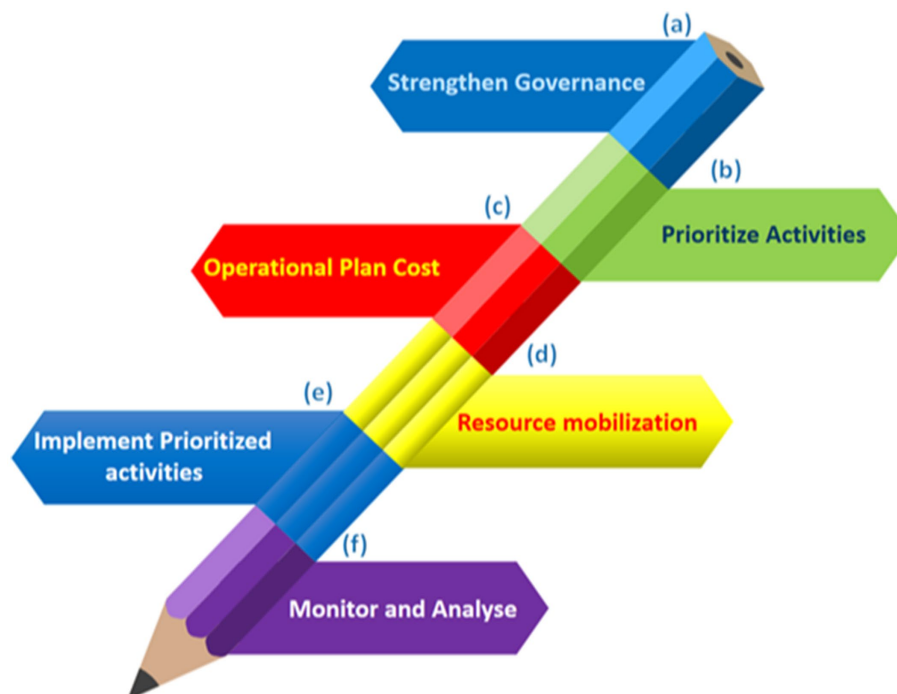 (a)
Strengthen Governance
(b)
Prioritize Activities
(c)
Operational Plan Cost
(d)
Resource mobilization
(e)
Implement Prioritized
activities
(f)
Monitor and Analyse